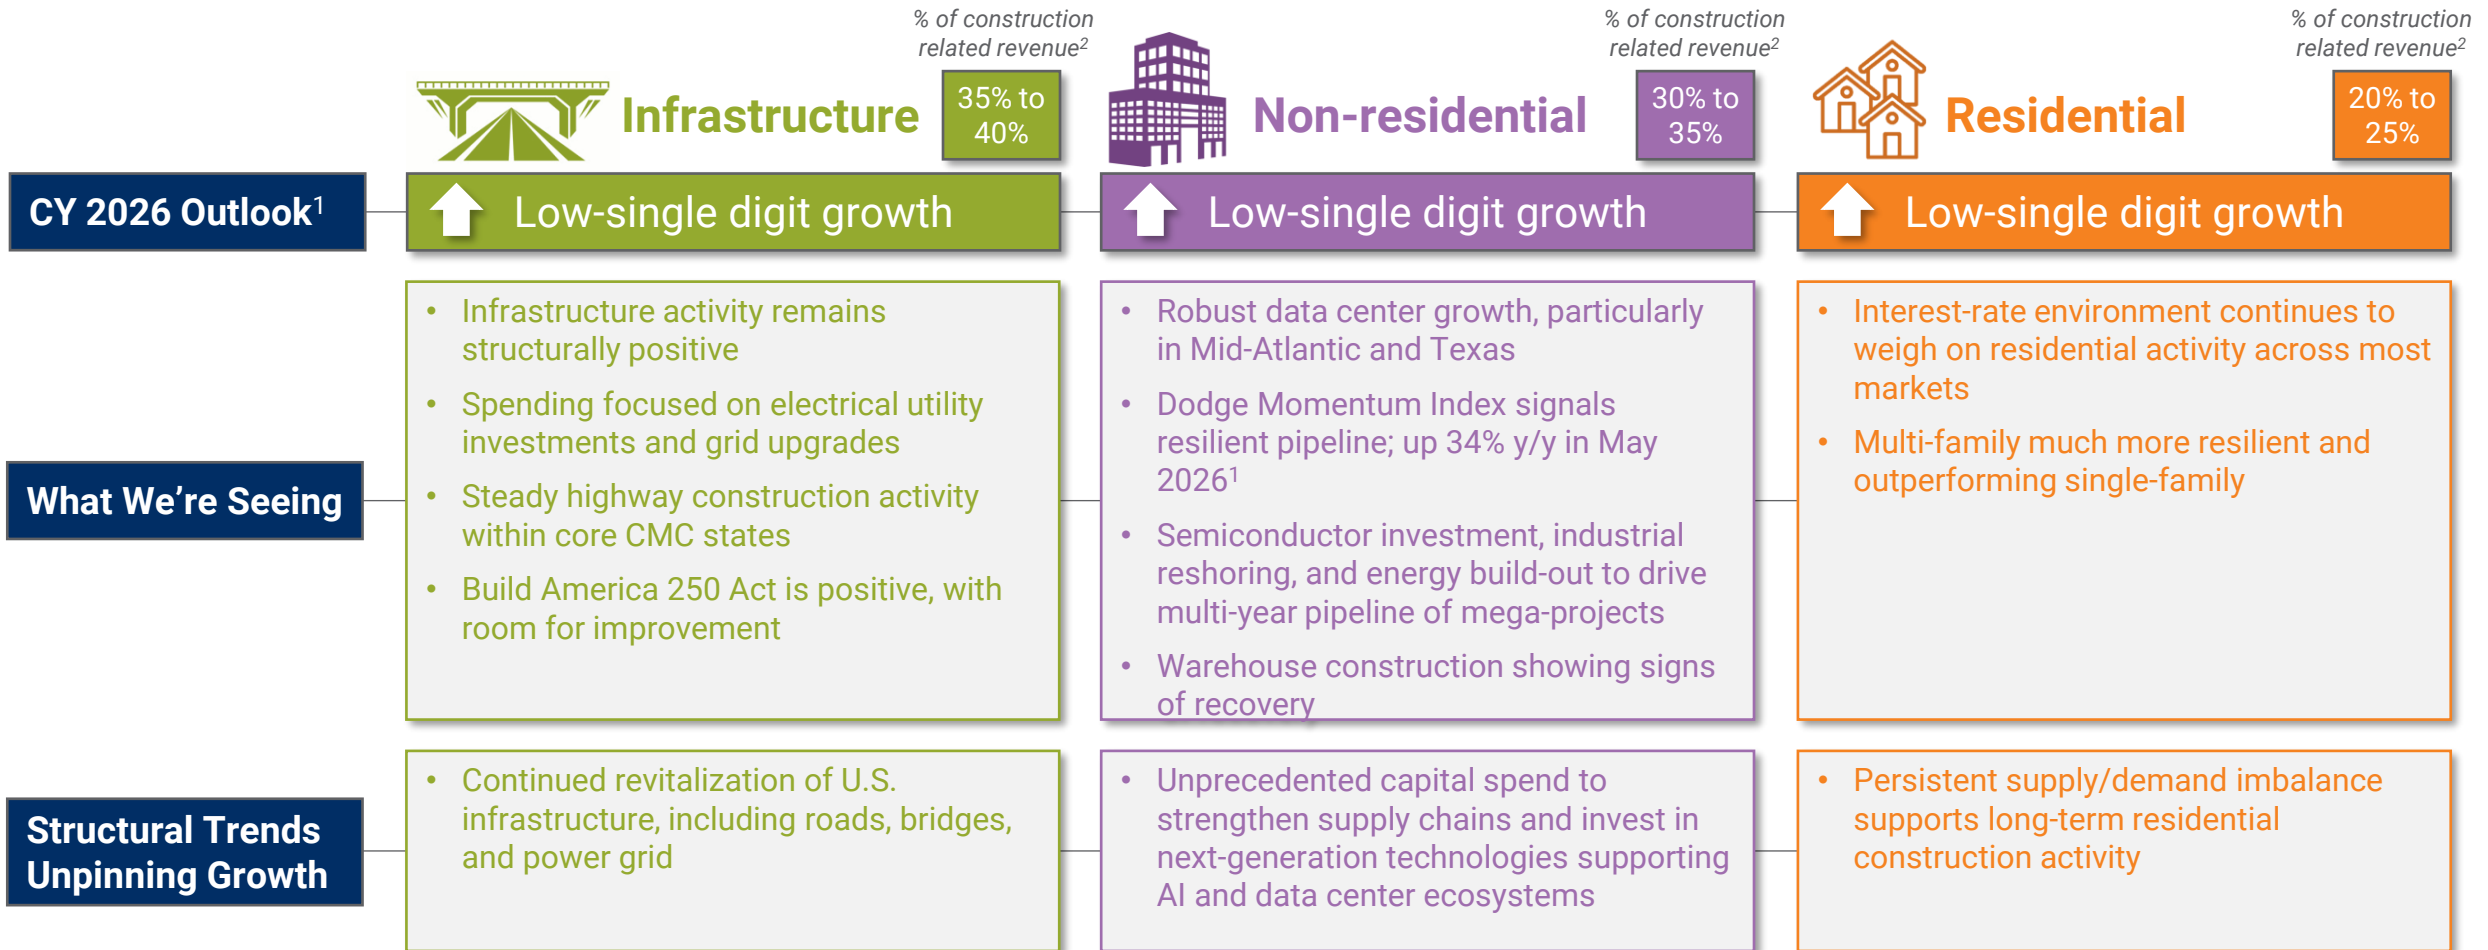 % of construction
related revenue2
Infrastructure
35% to
40%
% of construction
related revenue2
Non-residential
30% to
35%
% of construction
related revenue2
Residential
20% to
25%
CY 2026 Outlook1
Low-single digit growth
Low-single digit growth
Low-single digit growth
What We're Seeing
• Infrastructure activity remains
structurally positive
• Spending focused on electrical utility
investments and grid upgrades
• Steady highway construction activity
within core CMC states
• Build America 250 Act is positive, with
room for improvement
• Robust data center growth, particularly
in Mid-Atlantic and Texas
• Dodge Momentum Index signals
resilient pipeline; up 34% y/y in May
20261
• Semiconductor investment, industrial
reshoring, and energy build-out to drive
multi-year pipeline of mega-projects
• Warehouse construction showing signs
of recovery
• Interest-rate environment continues to
weigh on residential activity across most
markets
• Multi-family much more resilient and
outperforming single-family
Structural Trends
Unpinning Growth
• Continued revitalization of U.S.
infrastructure, including roads, bridges,
and power grid
• Unprecedented capital spend to
strengthen supply chains and invest in
next-generation technologies supporting
AI and data center ecosystems
• Persistent supply/demand imbalance
supports long-term residential
construction activity